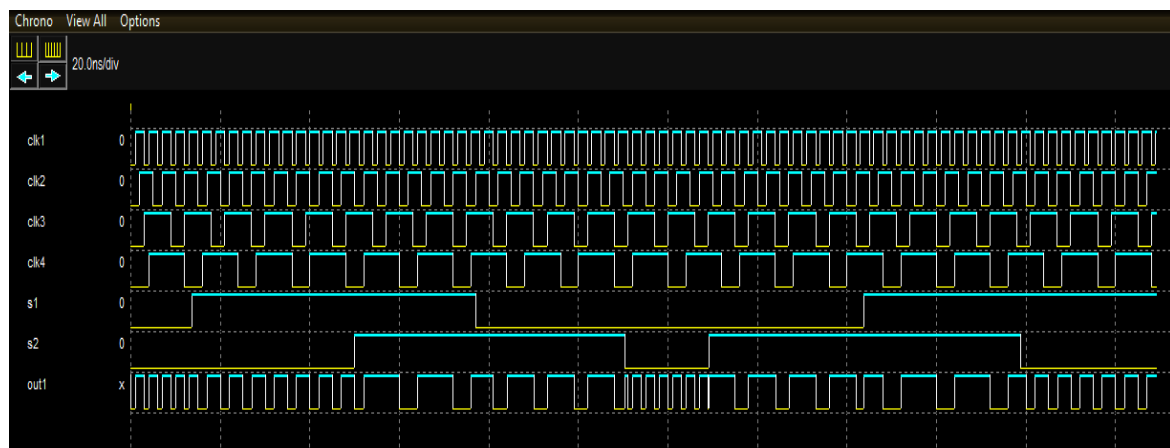 Chrono View All Options
20.0ns/div
clk1 0
clk2 0
clk3 0
clk4 0
s1 0
s2 0
out1 x